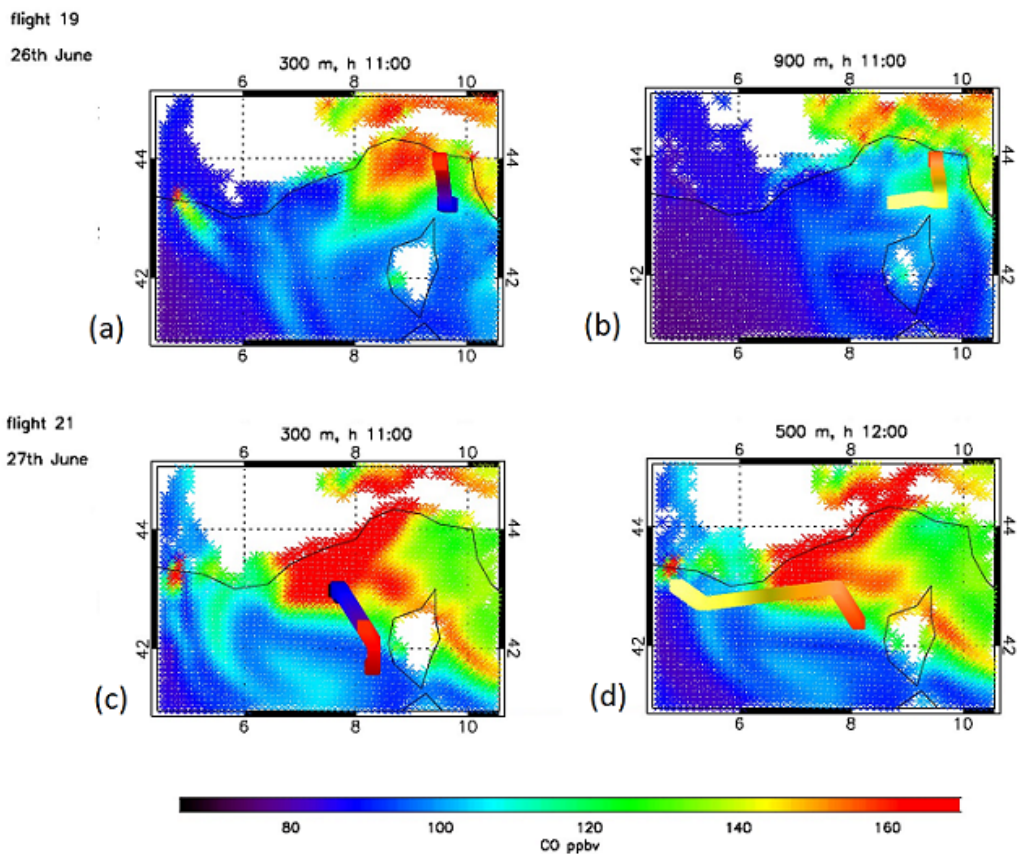 flight 19
26th June
300 m, h 11:00
6 8 10
44 44
42 42
6 8 10
(a)
900 m, h 11:00
6 8 10
44 44
42 42
6 8 10
(b)
flight 21
27th June
300 m, h 11:00
6 8 10
44 44
42 42
6 8 10
(c)
500 m, h 12:00
6 8 10
44 44
42 42
6 8 10
(d)
80 100 120 140 160
CO ppbv